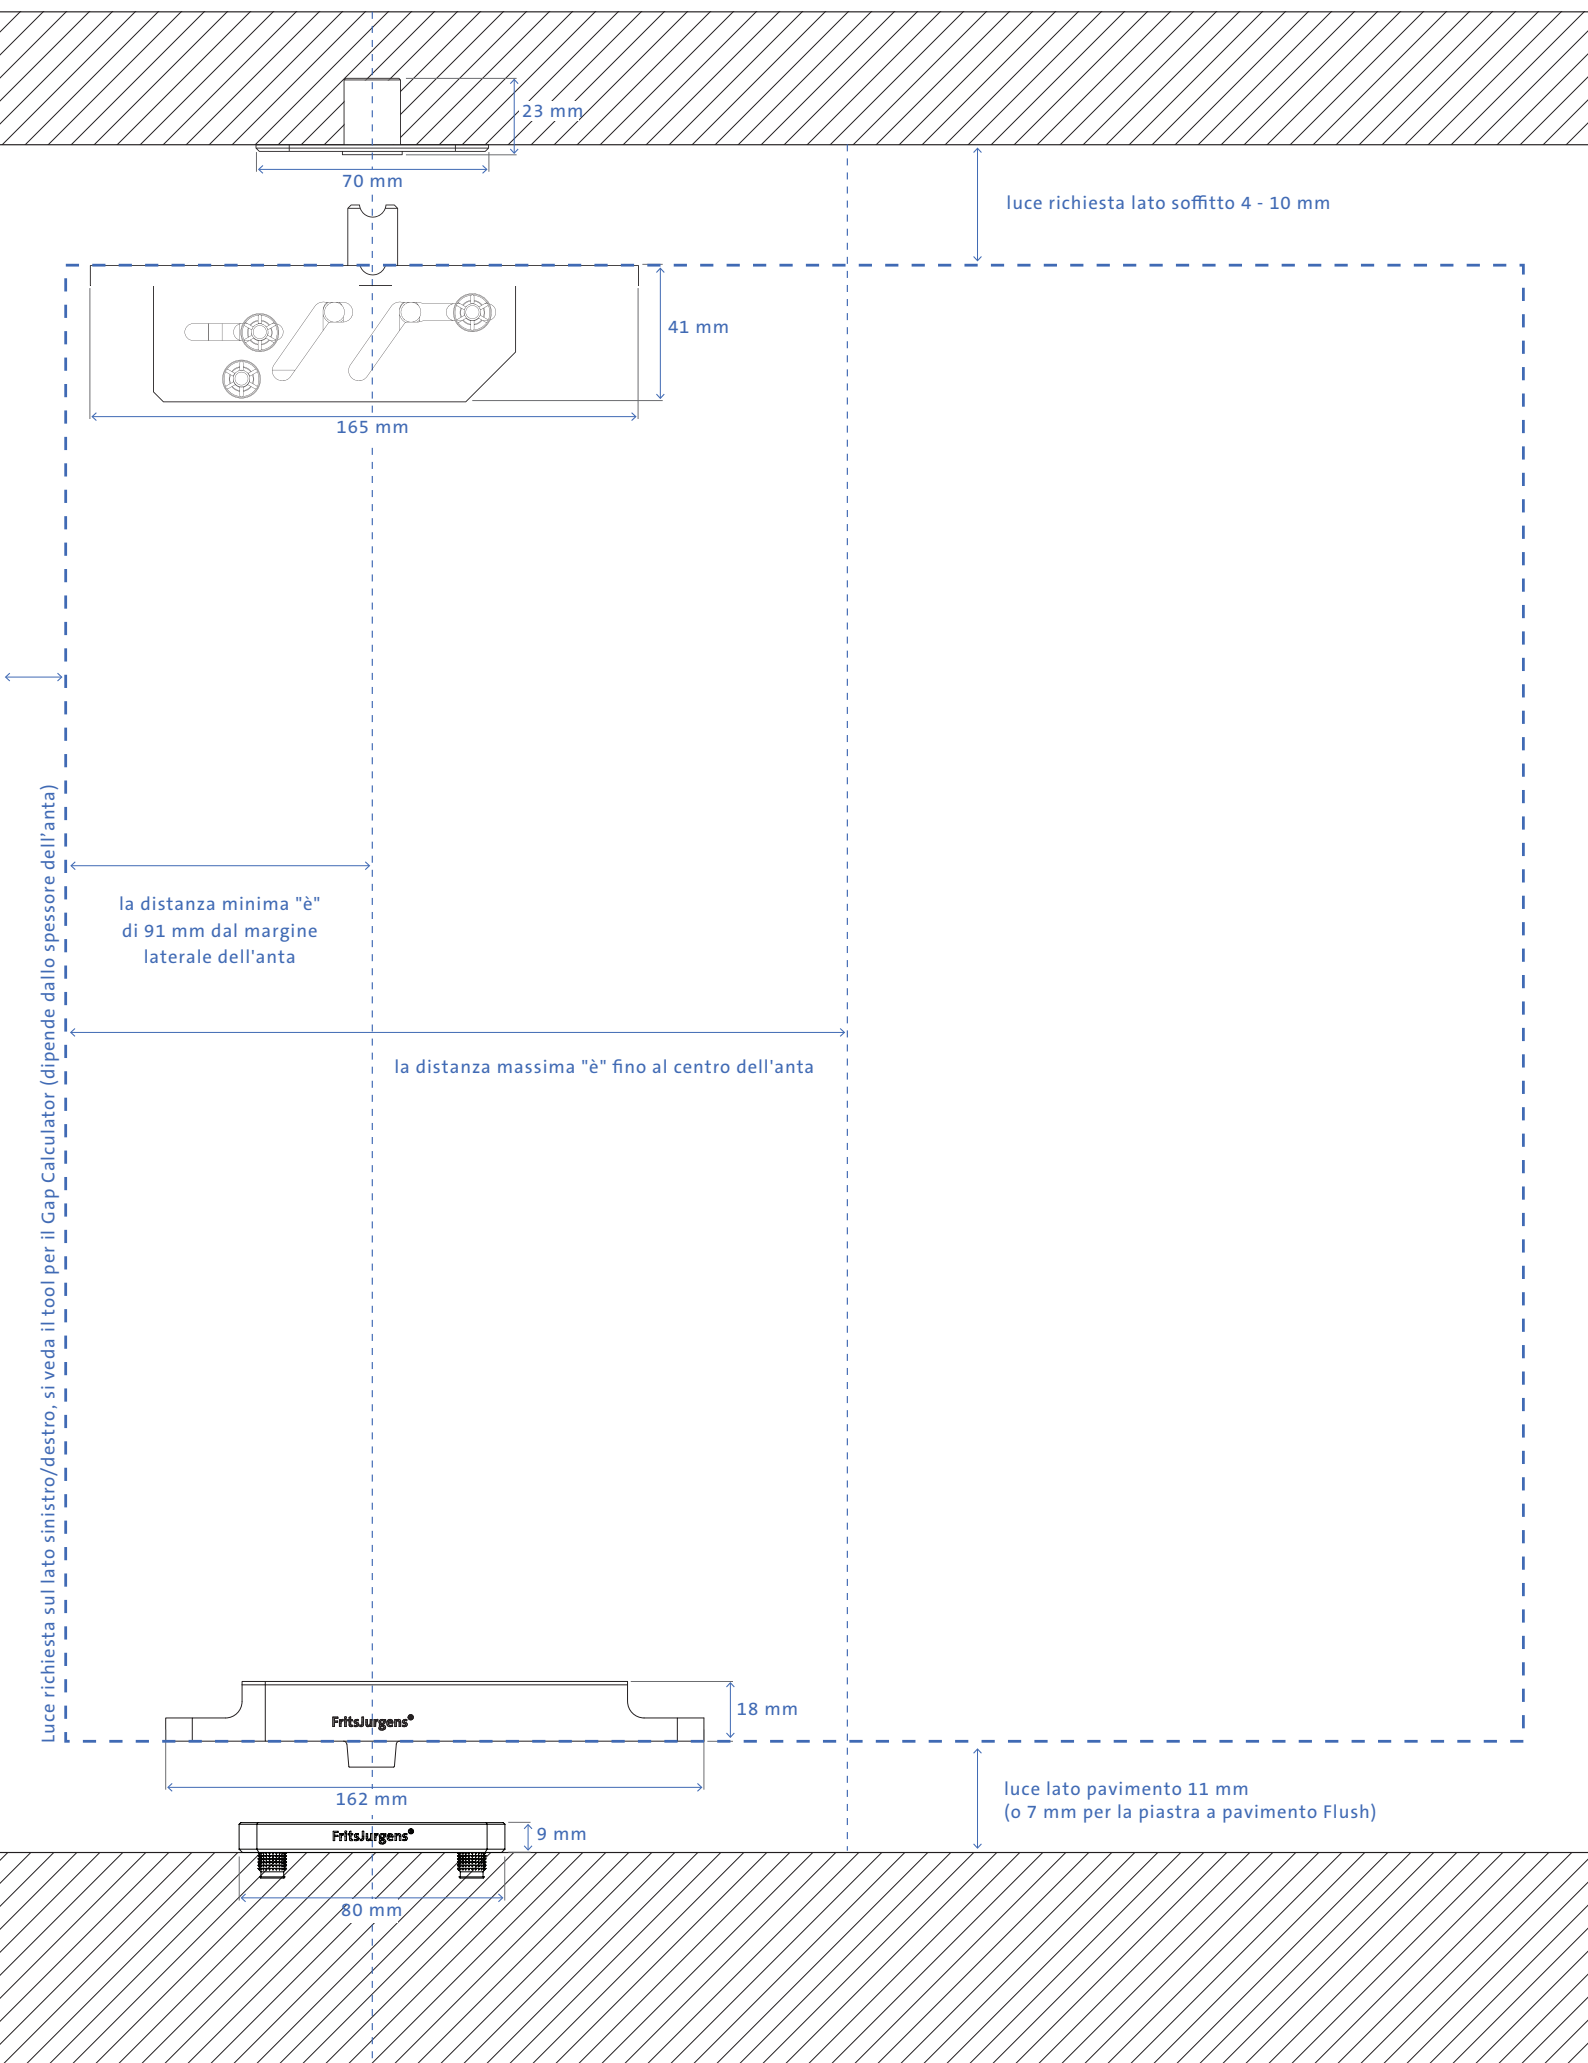 23 mm
70 mm
luce richiesta lato soffitto 4 - 10 mm
41 mm
165 mm
la distanza minima "è"
di 91 mm dal margine
laterale dell'anta
la distanza massima "è" fino al centro dell'anta
Luce richiesta sul lato sinistro/destro, si veda il tool per il Gap Calculator (dipende dallo spessore dell'anta)
18 mm
FritsJurgens®
162 mm
luce lato pavimento 11 mm
(o 7 mm per la piastra a pavimento Flush)
FritsJurgens®
9 mm
80 mm